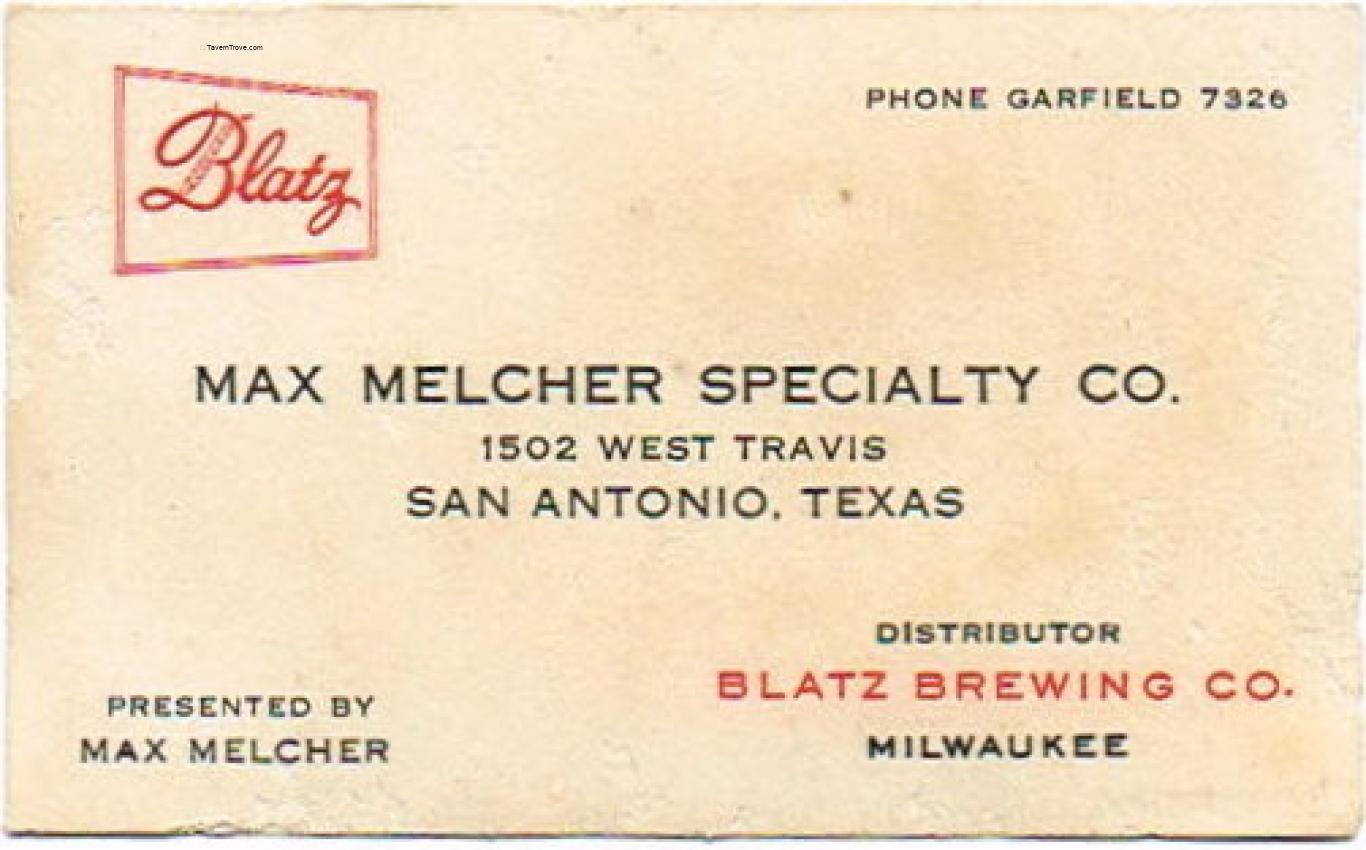 TavernTrove.com
Blatz
PHONE GARFIELD 7326
MAX MELCHER SPECIALTY CO.
1502 WEST TRAVIS
SAN ANTONIO, TEXAS
DISTRIBUTOR
BLATZ BREWING CO.
MILWAUKEE
PRESENTED BY
MAX MELCHER